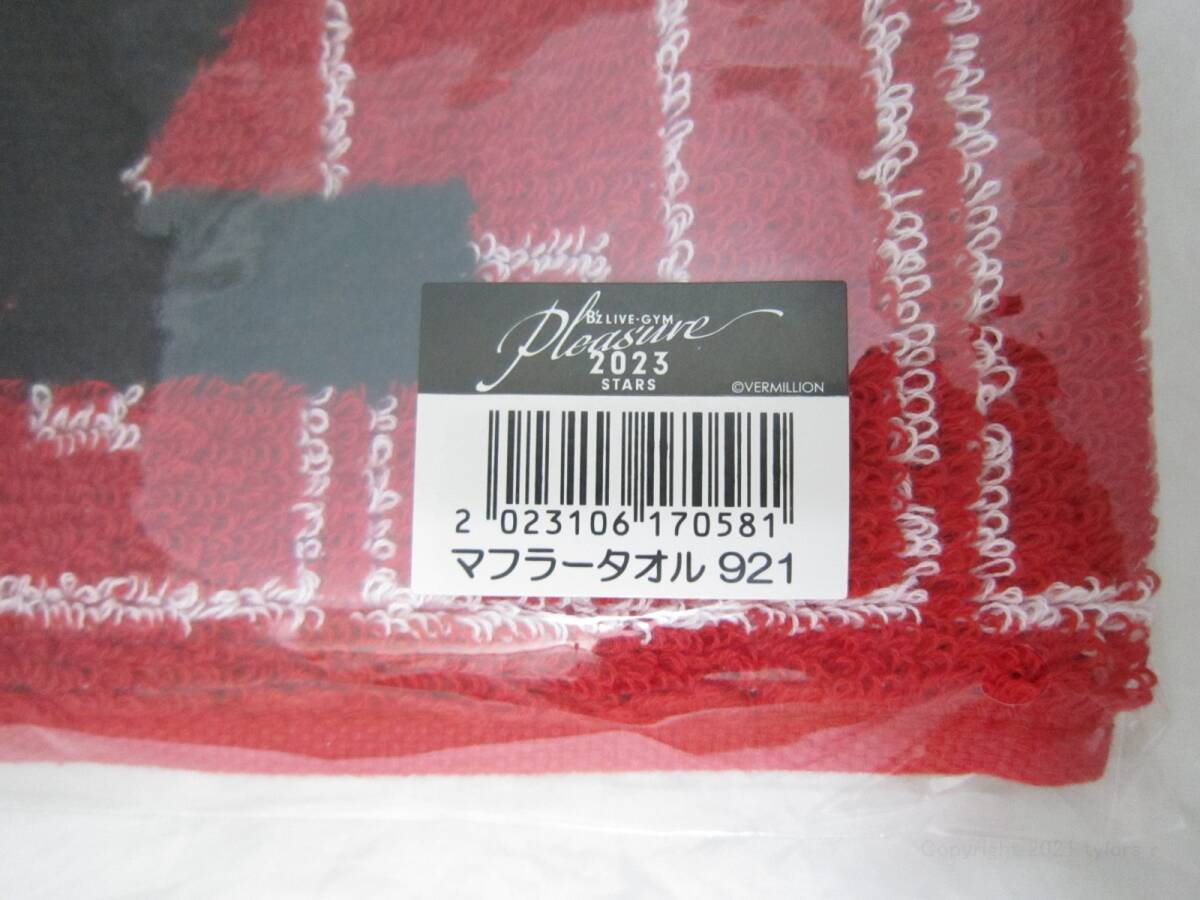 B'z LIVE-GYM
Pleasure
2023
STARS
©VERMILLION
2 023106 170581
マフラータオル 921